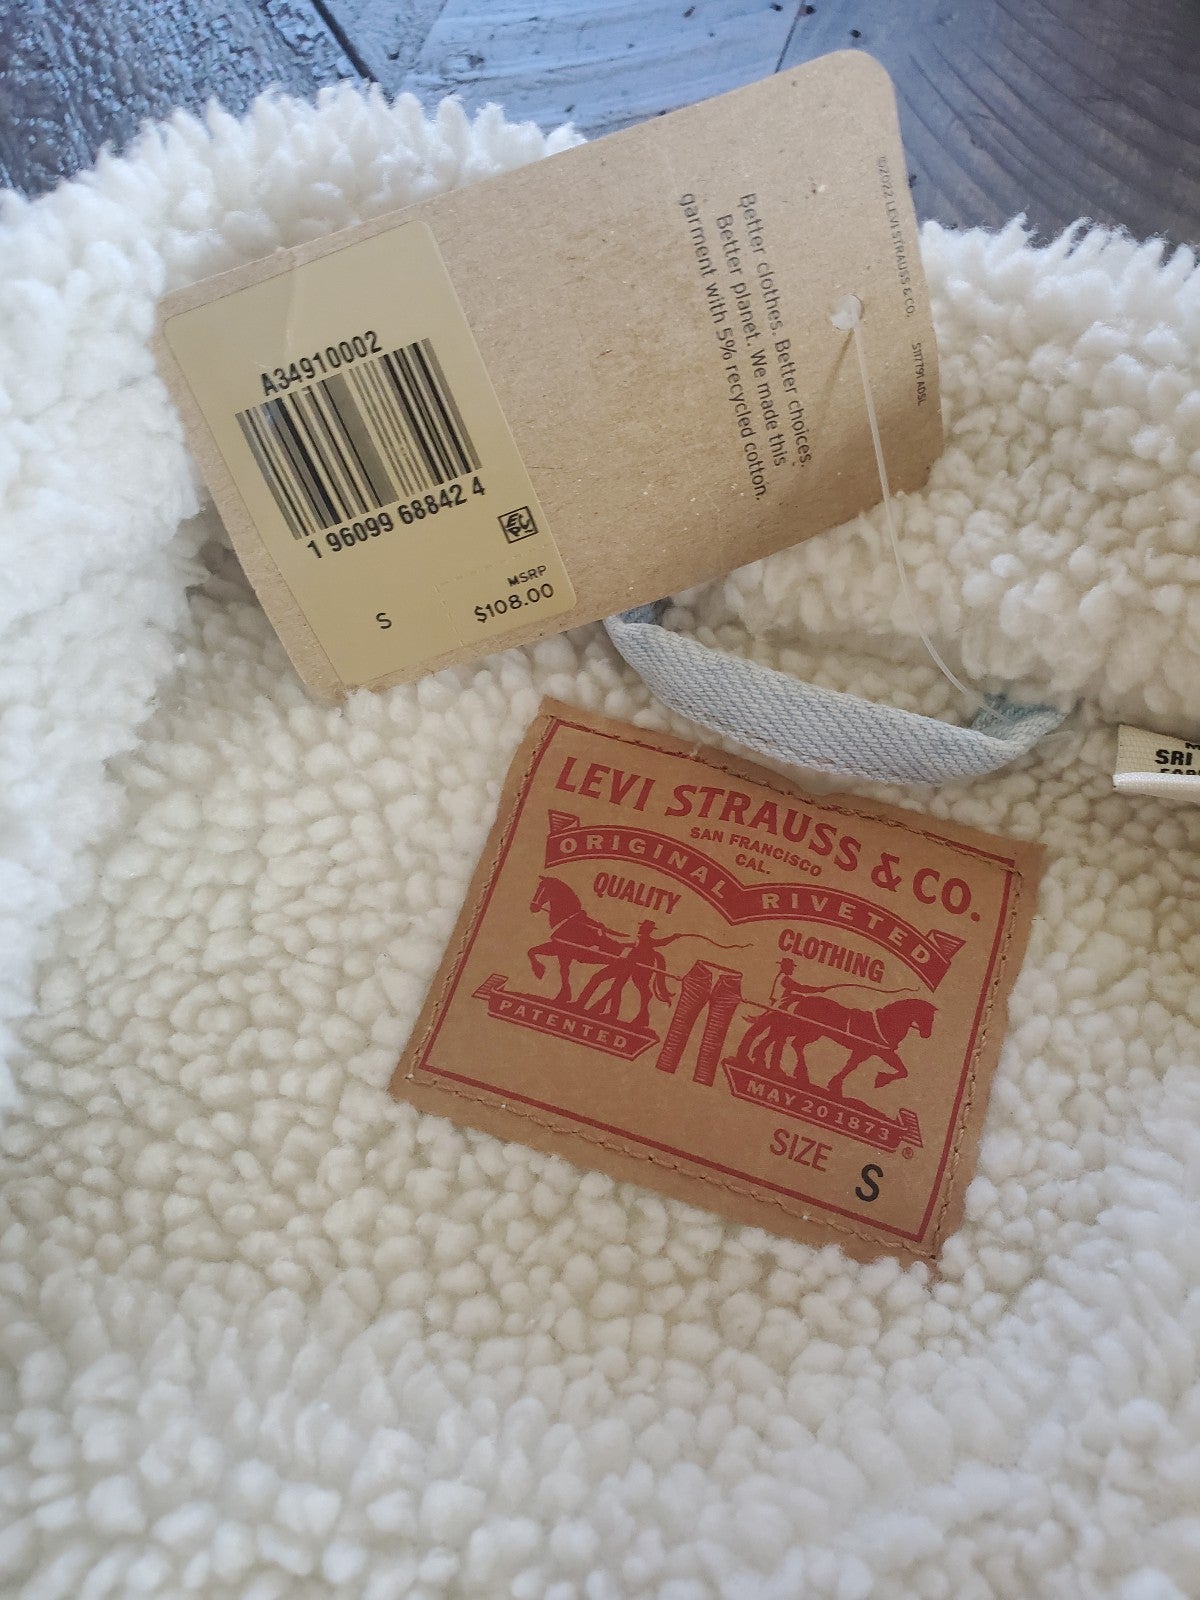 ©2022 LEVI STRAUSS & CO. S117791 ADSL
Better clothes. Better choices.
Better planet. We made this
garment with 5% recycled cotton.
A34910002
1 96099 68842 4
MSRP
S $108.00
LEVI STRAUSS & CO.
SAN FRANCISCO
CAL.
ORIGINAL RIVETED
QUALITY CLOTHING
PATENTED
MAY 20 1873
®
SIZE S
SRI